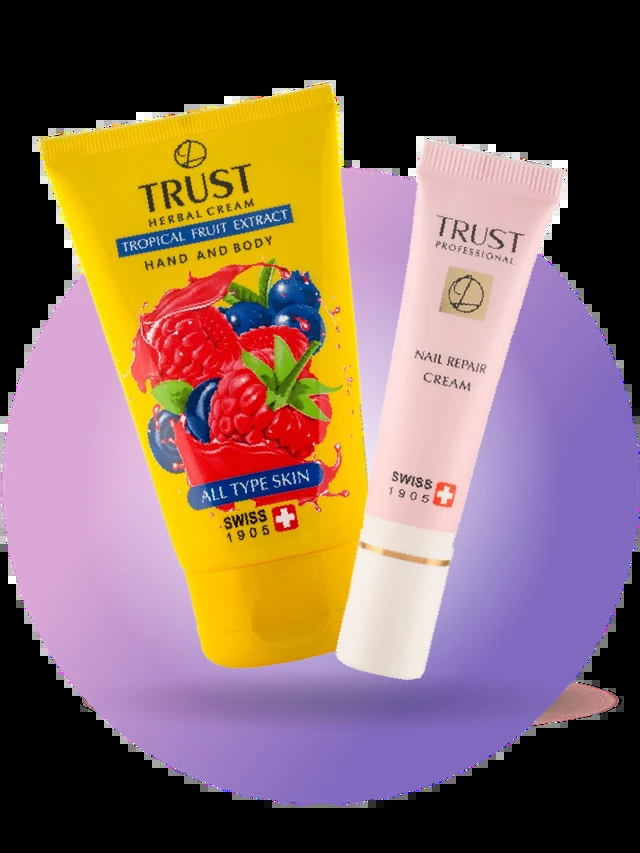 TRUST
HERBAL CREAM
TROPICAL FRUIT EXTRACT
HAND AND BODY
ALL TYPE SKIN
SWISS
1905
TRUST
PROFESSIONAL
NAIL REPAIR
CREAM
SWISS
1905